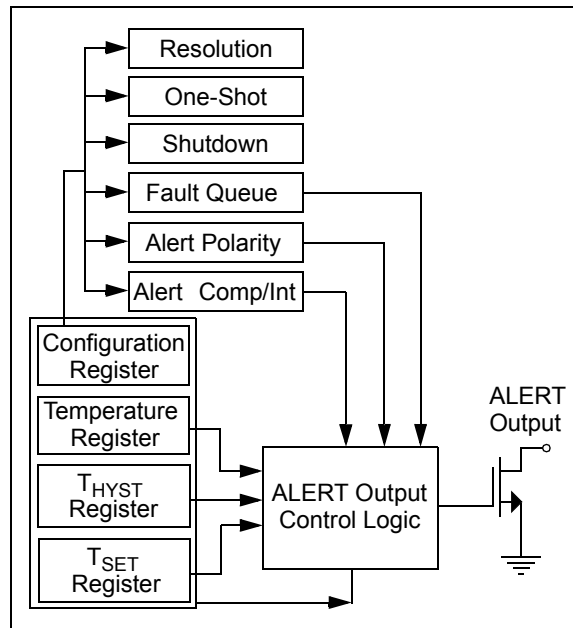 Resolution
One-Shot
Shutdown
Fault Queue
Alert Polarity
Alert Comp/Int
Configuration
Register
Temperature
Register
THYST
Register
TSET
Register
ALERT Output
Control Logic
ALERT
Output